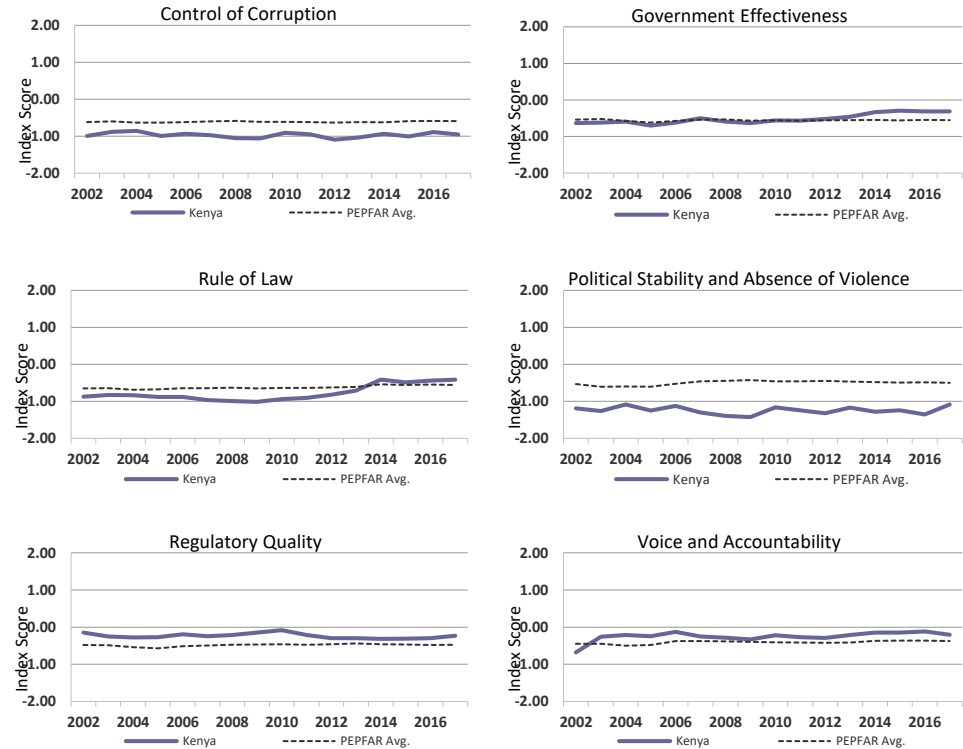 Control of Corruption
2.00
1.00
0.00
-1.00
-2.00
Index Score
2002 2004 2006 2008 2010 2012 2014 2016
Kenya PEPFAR Avg.
Government Effectiveness
2.00
1.00
0.00
-1.00
-2.00
Index Score
2002 2004 2006 2008 2010 2012 2014 2016
Kenya PEPFAR Avg.
Rule of Law
2.00
1.00
0.00
-1.00
-2.00
Index Score
2002 2004 2006 2008 2010 2012 2014 2016
Kenya PEPFAR Avg.
Political Stability and Absence of Violence
2.00
1.00
0.00
-1.00
-2.00
Index Score
2002 2004 2006 2008 2010 2012 2014 2016
Kenya PEPFAR Avg.
Regulatory Quality
2.00
1.00
0.00
-1.00
-2.00
Index Score
2002 2004 2006 2008 2010 2012 2014 2016
Kenya PEPFAR Avg.
Voice and Accountability
2.00
1.00
0.00
-1.00
-2.00
Index Score
2002 2004 2006 2008 2010 2012 2014 2016
Kenya PEPFAR Avg.